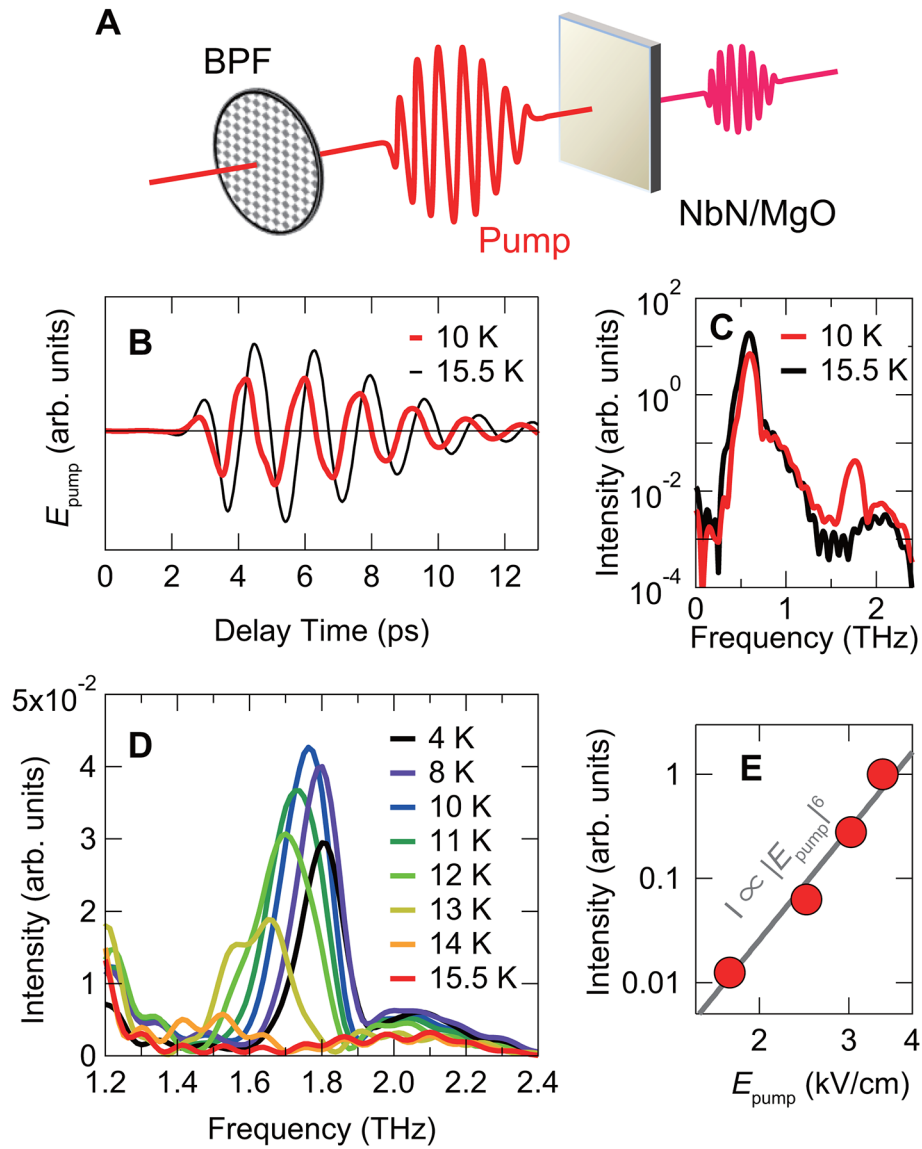 A
BPF
Pump
NbN/MgO
B
10 K
15.5 K
E pump (arb. units)
0 2 4 6 8 10 12
Delay Time (ps)
C
10 K
15.5 K
Intensity (arb. units)
10²
10⁰
10⁻²
10⁻⁴
0 1 2
Frequency (THz)
D
4 K
8 K
10 K
11 K
12 K
13 K
14 K
15.5 K
Intensity (arb. units)
5x10⁻²
4
3
2
1
0
1.2 1.4 1.6 1.8 2.0 2.2 2.4
Frequency (THz)
E
I ∝ |E pump|⁶
Intensity (arb. units)
1
0.1
0.01
2 3 4
E pump (kV/cm)